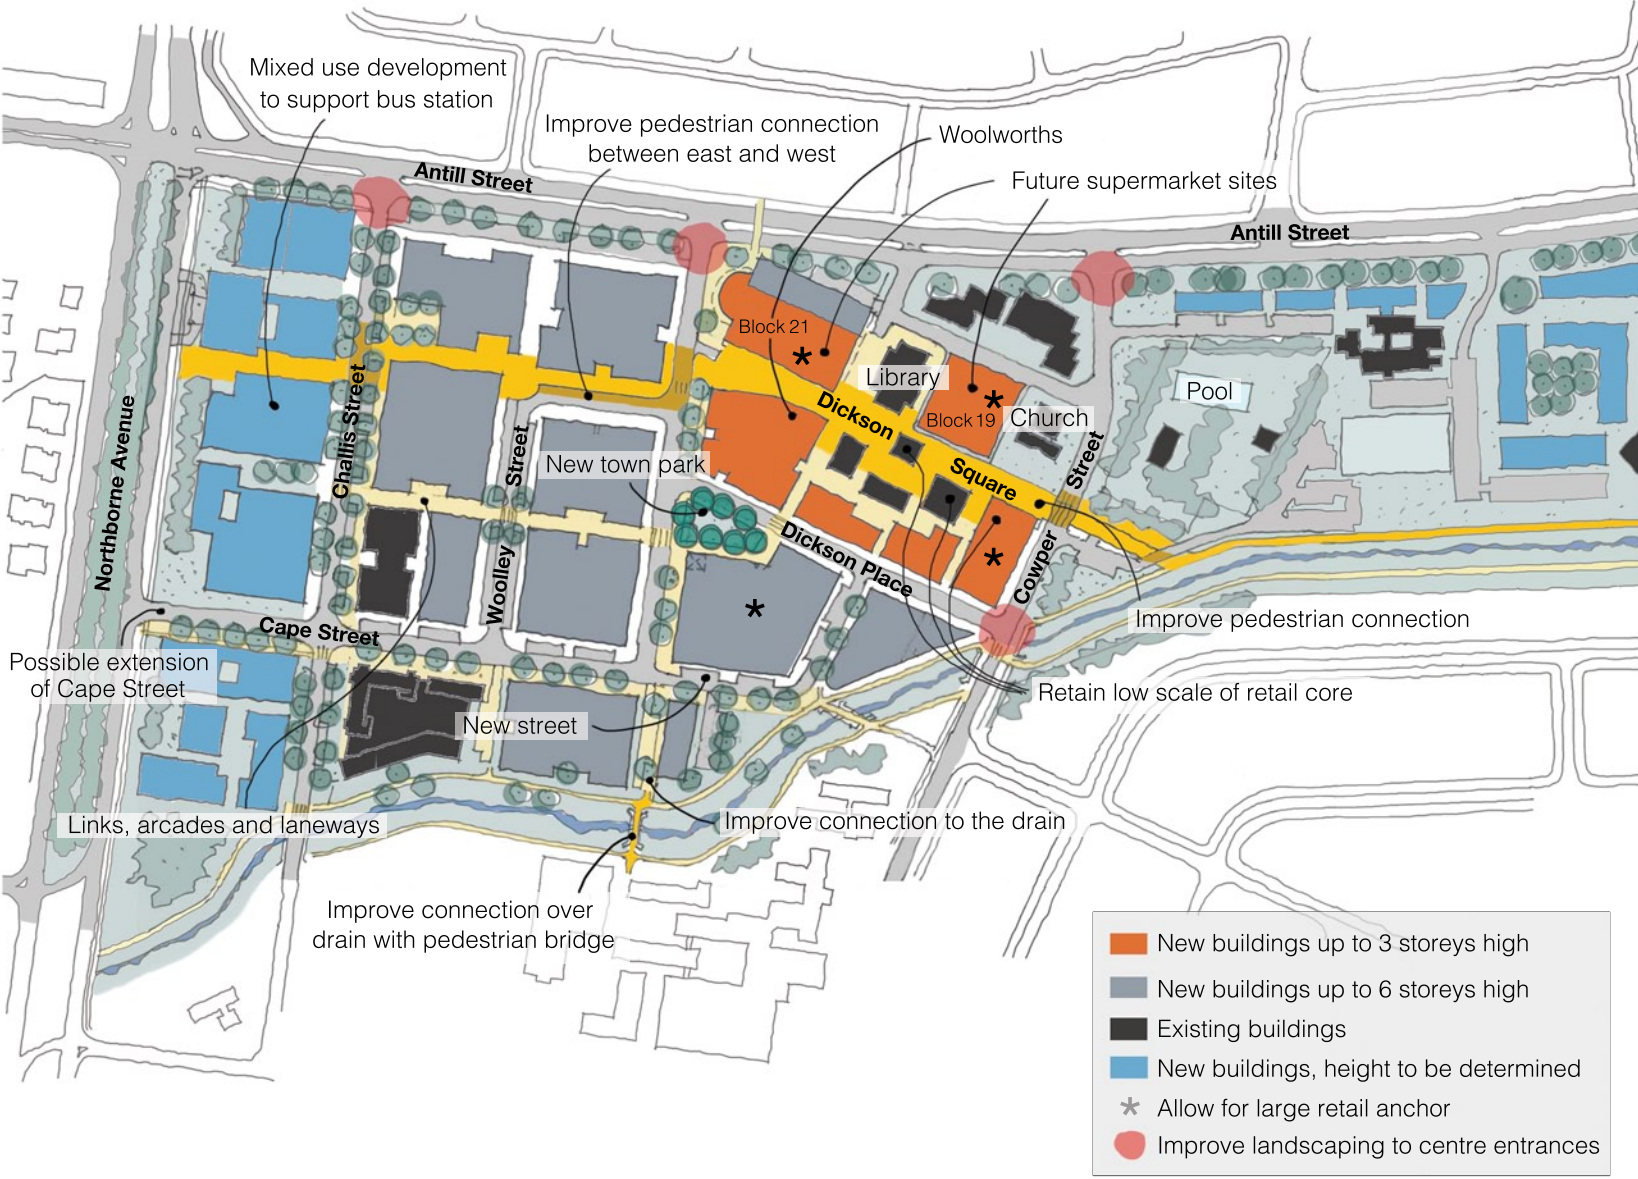 Mixed use development
to support bus station
Improve pedestrian connection
between east and west
Woolworths
Future supermarket sites
Antill Street
Antill Street
Block 21
Library
Block 19
Church
Pool
Dickson
Square
Street
Cowper
Challis Street
Northborne Avenue
Street
Woolley
New town park
Dickson Place
Cape Street
Possible extension
of Cape Street
Improve pedestrian connection
Retain low scale of retail core
New street
Links, arcades and laneways
Improve connection to the drain
Improve connection over
drain with pedestrian bridge
New buildings up to 3 storeys high
New buildings up to 6 storeys high
Existing buildings
New buildings, height to be determined
* Allow for large retail anchor
Improve landscaping to centre entrances